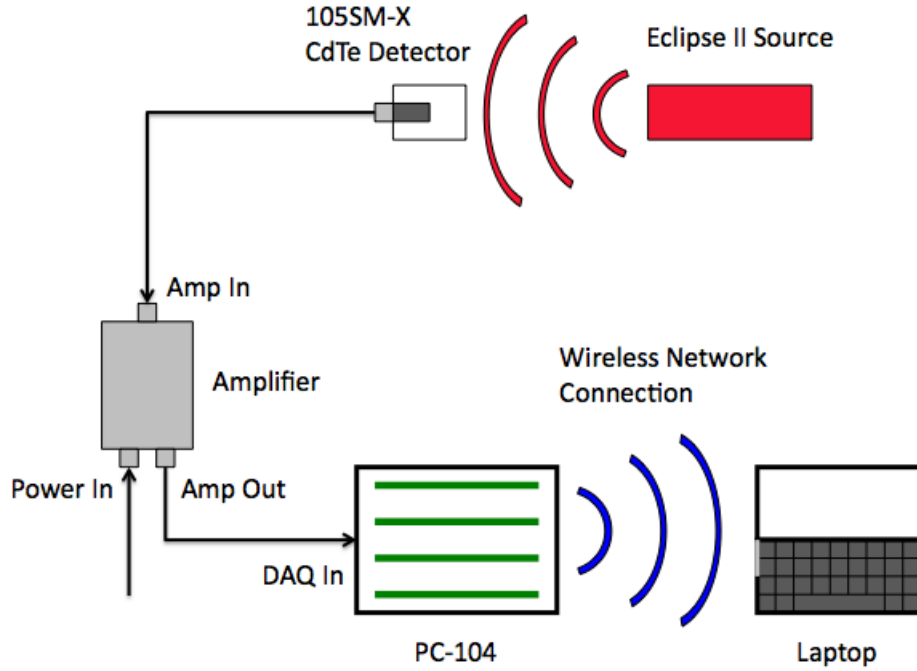 105SM-X
CdTe Detector
Eclipse II Source
Amp In
Amplifier
Wireless Network
Connection
Power In
Amp Out
DAQ In
PC-104
Laptop